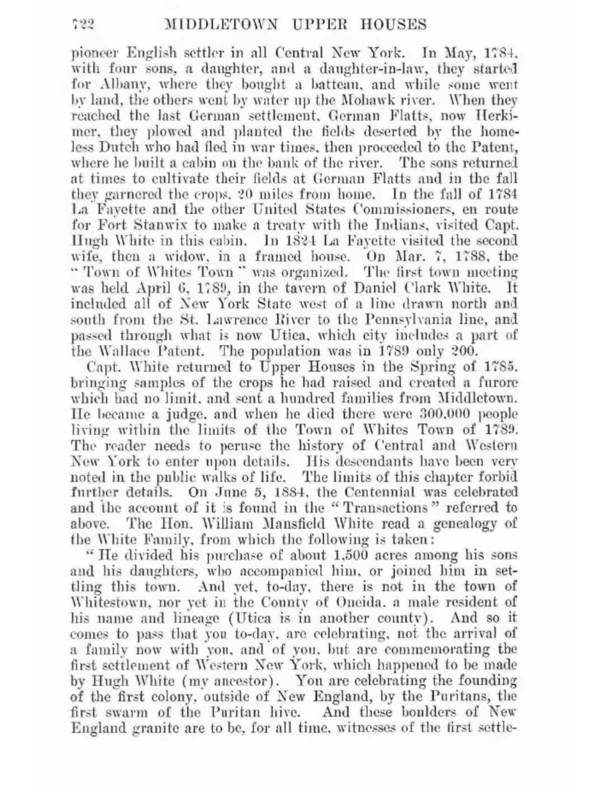 722 MIDDLETOWN UPPER HOUSES
pioneer English settler in all Central New York. In May, 1784,
with four sons, a daughter, and a daughter-in-law, they started
for Albany, where they bought a batteau, and while some went
by land, the others went by water up the Mohawk river. When they
reached the last German settlement, German Flatts, now Herki-
mer, they plowed and planted the fields deserted by the home-
less Dutch who had fled in war times, then proceeded to the Patent,
where he built a cabin on the bank of the river. The sons returned
at times to cultivate their fields at German Flatts and in the fall
they garnered the crops, 20 miles from home. In the fall of 1784
La Fayette and the other United States Commissioners, en route
for Fort Stanwix to make a treaty with the Indians, visited Capt.
Hugh White in this cabin. In 1824 La Fayette visited the second
wife, then a widow, in a framed house. On Mar. 7, 1788, the
" Town of Whites Town " was organized. The first town meeting
was held April 6, 1789, in the tavern of Daniel Clark White. It
included all of New York State west of a line drawn north and
south from the St. Lawrence River to the Pennsylvania line, and
passed through what is now Utica, which city includes a part of
the Wallace Patent. The population was in 1789 only 200.
Capt. White returned to Upper Houses in the Spring of 1785,
bringing samples of the crops he had raised and created a furore
which had no limit, and sent a hundred families from Middletown.
He became a judge, and when he died there were 300,000 people
living within the limits of the Town of Whites Town of 1789.
The reader needs to peruse the history of Central and Western
New York to enter upon details. His descendants have been very
noted in the public walks of life. The limits of this chapter forbid
further details. On June 5, 1884, the Centennial was celebrated
and the account of it is found in the " Transactions " referred to
above. The Hon. William Mansfield White read a genealogy of
the White Family, from which the following is taken:
" He divided his purchase of about 1,500 acres among his sons
and his daughters, who accompanied him, or joined him in set-
tling this town. And yet, to-day, there is not in the town of
Whitestown, nor yet in the County of Oneida, a male resident of
his name and lineage (Utica is in another county). And so it
comes to pass that you to-day, are celebrating, not the arrival of
a family now with you, and of you, but are commemorating the
first settlement of Western New York, which happened to be made
by Hugh White (my ancestor). You are celebrating the founding
of the first colony, outside of New England, by the Puritans, the
first swarm of the Puritan hive. And these boulders of New
England granite are to be, for all time, witnesses of the first settle-